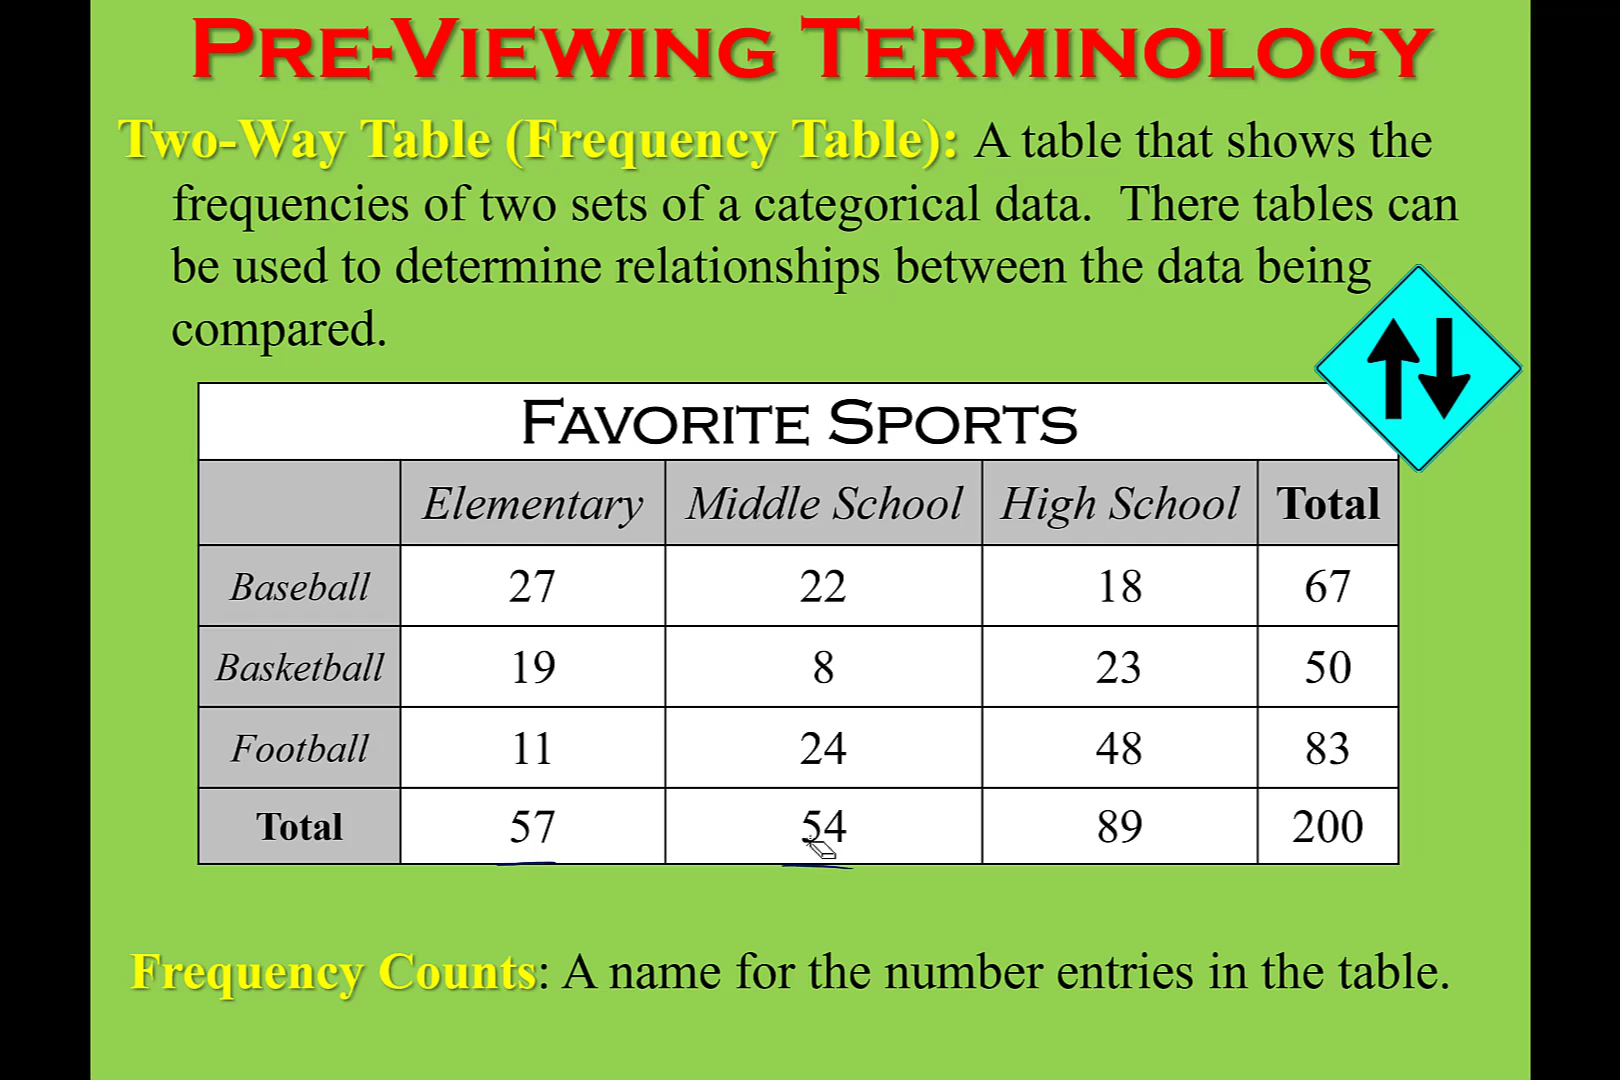 PRE-VIEWING TERMINOLOGY
Two-Way Table (Frequency Table): A table that shows the
frequencies of two sets of a categorical data. There tables can
be used to determine relationships between the data being
compared.
FAVORITE SPORTS
Elementary Middle School High School Total
Baseball 27 22 18 67
Basketball 19 8 23 50
Football 11 24 48 83
Total 57 54 89 200
Frequency Counts: A name for the number entries in the table.